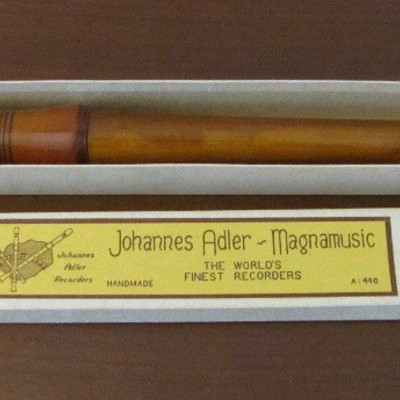 Johannes
Adler
Recorders
Johannes Adler ~ Magnamusic
THE WORLD'S
FINEST RECORDERS
HANDMADE
A:440